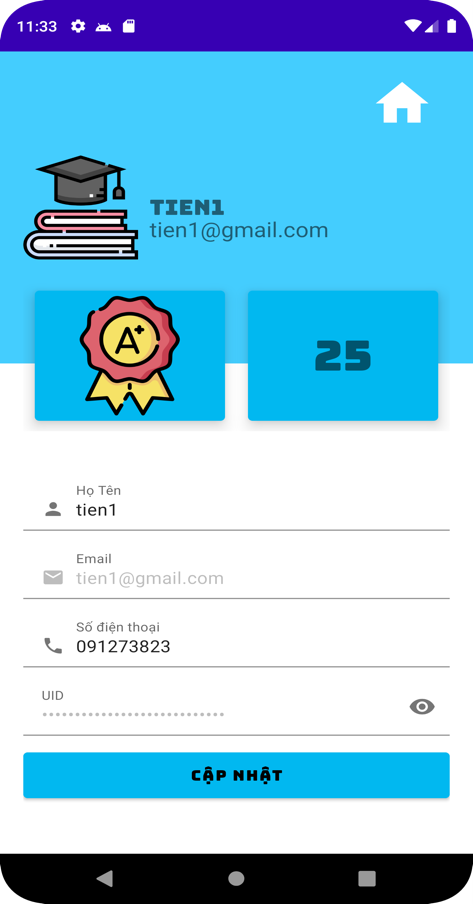 11:33
TIEN1
tien1@gmail.com
A+
25
Họ Tên
tien1
Email
tien1@gmail.com
Số điện thoại
091273823
UID
••••••••••••••••••••••••••••
CẬP NHẬT